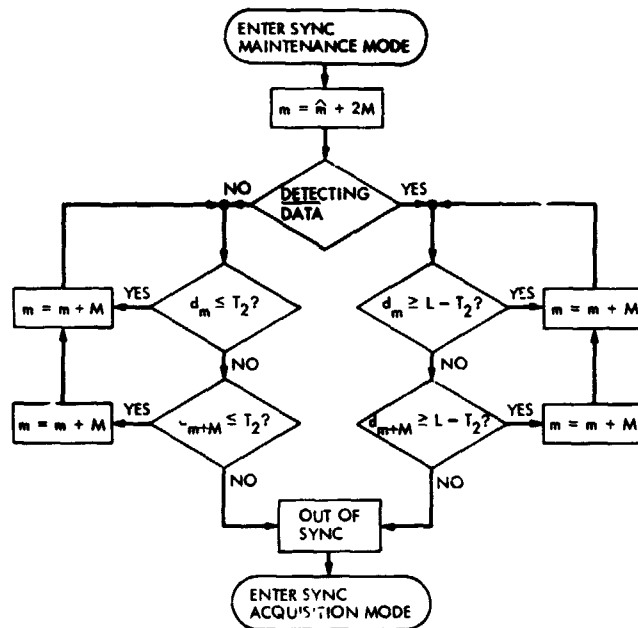 ENTER SYNC
MAINTENANCE MODE
m = m̂ + 2M
NO
DETECTING
YES
DATA
YES
d_m ≤ T_2?
m = m + M
d_m ≥ L - T_2?
YES
m = m + M
NO
NO
YES
m+M ≤ T_2?
m = m + M
d_m+M ≥ L - T_2?
YES
m = m + M
NO
NO
OUT OF
SYNC
ENTER SYNC
ACQUISITION MODE